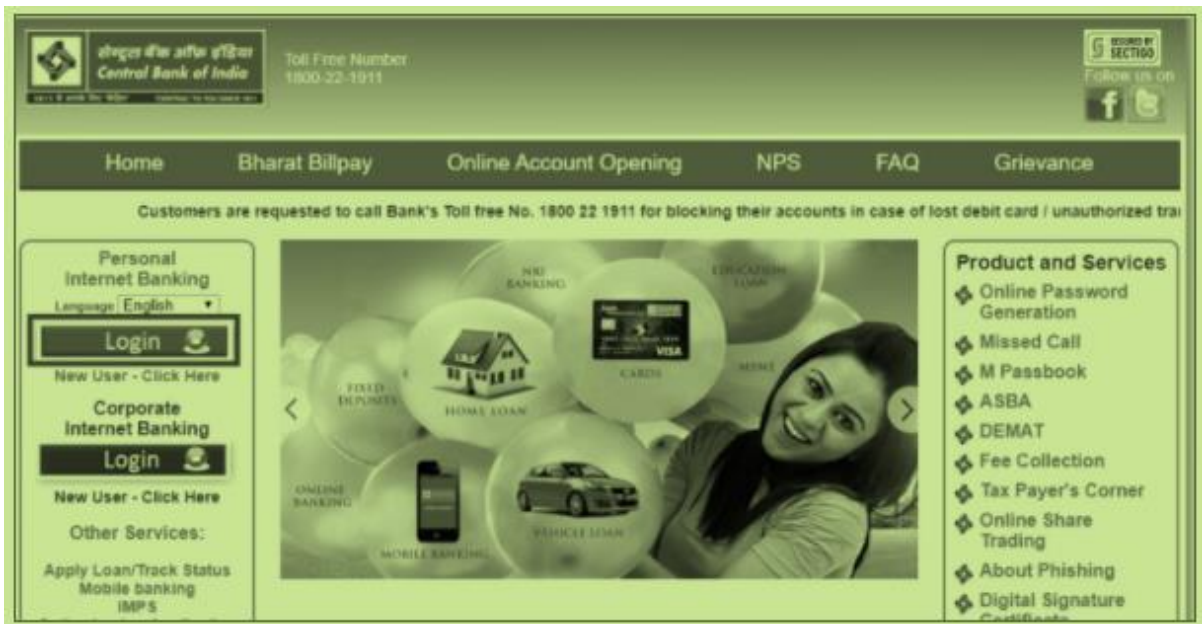 सेन्ट्रल बैंक ऑफ़ इंडिया
Central Bank of India
Toll Free Number
1800-22-1911
SECURED BY
SECTIGO
Follow us on
Home Bharat Billpay Online Account Opening NPS FAQ Grievance
Customers are requested to call Bank's Toll free No. 1800 22 1911 for blocking their accounts in case of lost debit card / unauthorized
Personal
Internet Banking
Language English
Login
New User - Click Here
Corporate
Internet Banking
Login
New User - Click Here
Other Services:
Apply Loan/Track Status
Mobile banking
IMPS
NRI
BANKING
EDUCATION
LOAN
VISA
CARDS
FIXED
DEPOSITS
HOME LOAN
ONLINE
BANKING
MOBILE BANKING
VEHICLE LOAN
Product and Services
Online Password
Generation
Missed Call
M Passbook
ASBA
DEMAT
Fee Collection
Tax Payer's Corner
Online Share
Trading
About Phishing
Digital Signature
Certificate